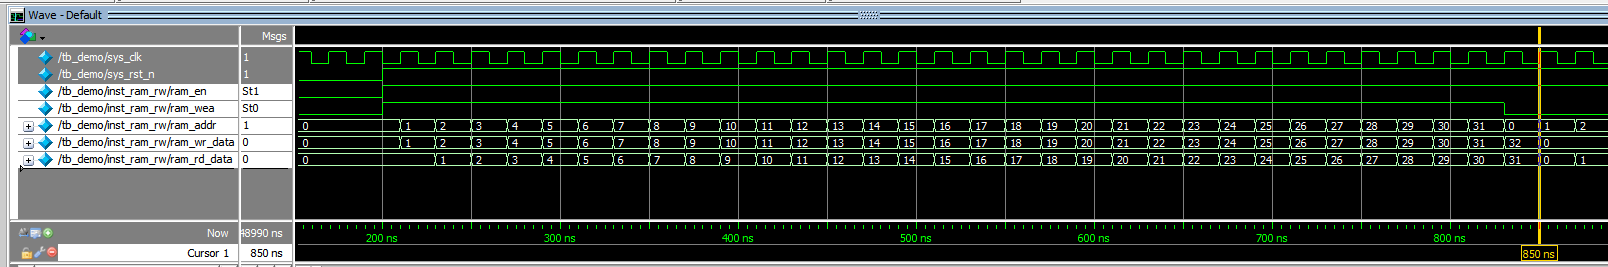 Wave - Default
Msgs
/tb_demo/sys_clk 1
/tb_demo/sys_rst_n 1
/tb_demo/inst_ram_rw/ram_en St1
/tb_demo/inst_ram_rw/ram_wea St0
/tb_demo/inst_ram_rw/ram_addr 1 0 1 2 3 4 5 6 7 8 9 10 11 12 13 14 15 16 17 18 19 20 21 22 23 24 25 26 27 28 29 30 31 0 1 2
/tb_demo/inst_ram_rw/ram_wr_data 0 0 1 2 3 4 5 6 7 8 9 10 11 12 13 14 15 16 17 18 19 20 21 22 23 24 25 26 27 28 29 30 31 32 0
/tb_demo/inst_ram_rw/ram_rd_data 0 0 1 2 3 4 5 6 7 8 9 10 11 12 13 14 15 16 17 18 19 20 21 22 23 24 25 26 27 28 29 30 31 0 1
Now 48990 ns 200 ns 300 ns 400 ns 500 ns 600 ns 700 ns 800 ns
Cursor 1 850 ns 850 ns